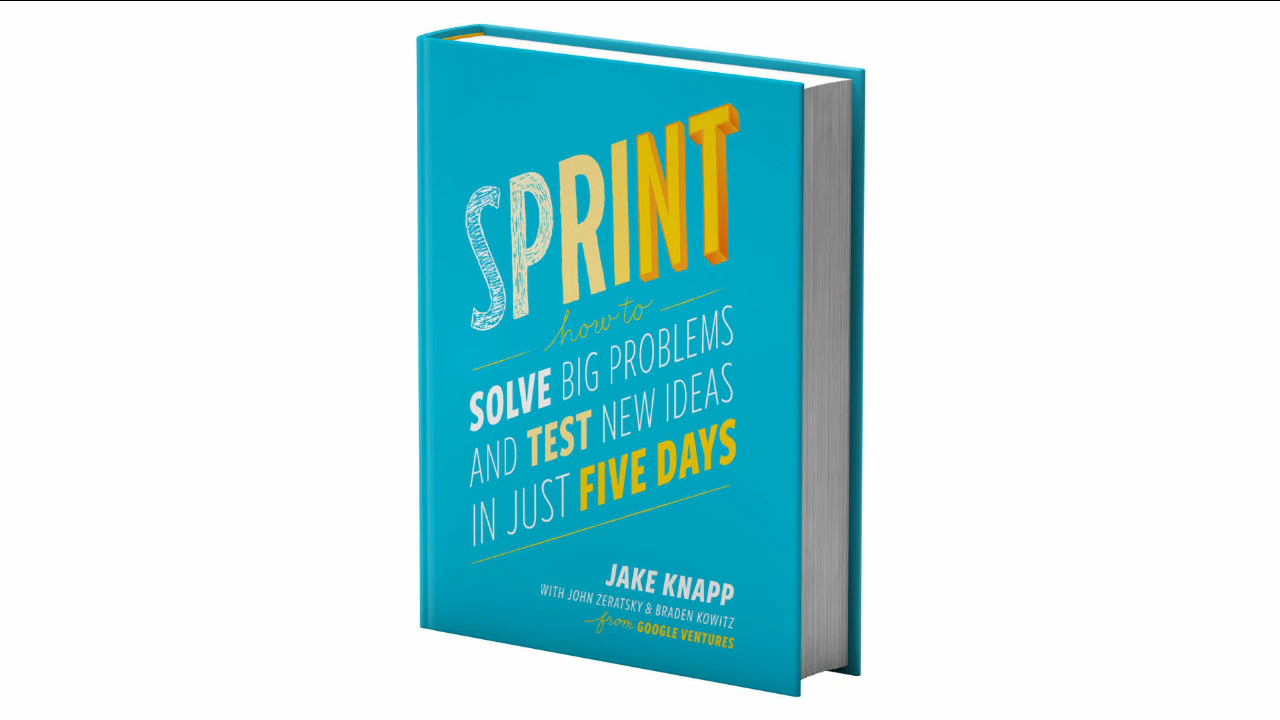 SPRINT
how to
SOLVE BIG PROBLEMS
AND TEST NEW IDEAS
IN JUST FIVE DAYS
JAKE KNAPP
WITH JOHN ZERATSKY & BRADEN KOWITZ
from GOOGLE VENTURES